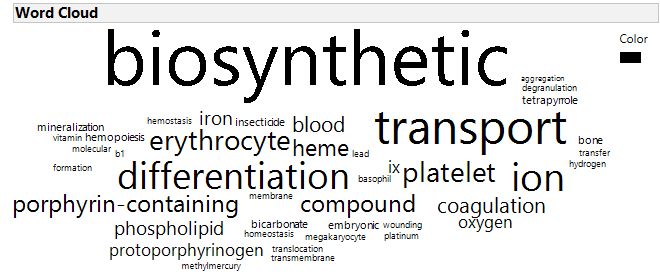 Word Cloud
Color
biosynthetic
aggregation
degranulation
tetrapyrrole
hemostasis
iron
insecticide
blood
transport
mineralization
vitamin
hemopoiesis
erythrocyte
heme
lead
bone
molecular
b1
transfer
hydrogen
formation
differentiation
basophil
ix
platelet
ion
porphyrin-containing
membrane
compound
coagulation
oxygen
phospholipid
bicarbonate
embryonic
wounding
homeostasis
megakaryocyte
platinum
protoporphyrinogen
translocation
transmembrane
methylmercury